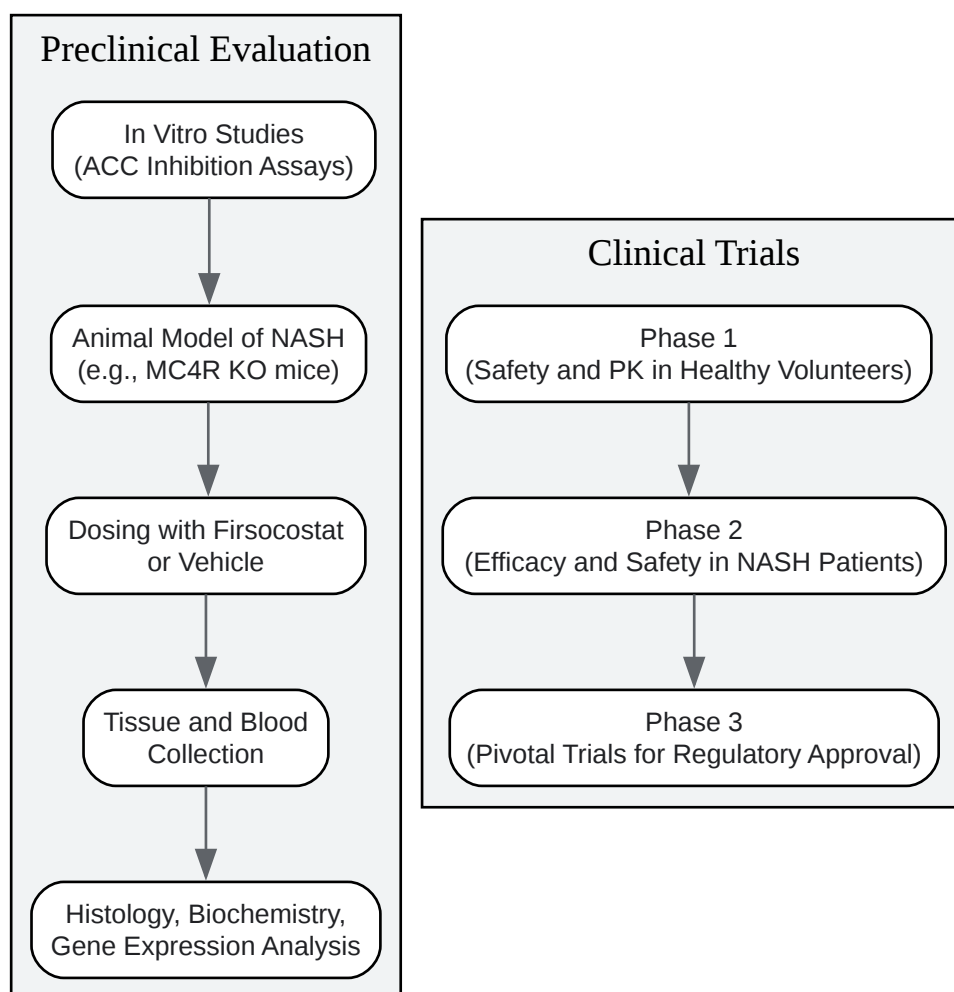 Preclinical Evaluation
In Vitro Studies
(ACC Inhibition Assays)
Animal Model of NASH
(e.g., MC4R KO mice)
Dosing with Firsocostat
or Vehicle
Tissue and Blood
Collection
Histology, Biochemistry,
Gene Expression Analysis
Clinical Trials
Phase 1
(Safety and PK in Healthy Volunteers)
Phase 2
(Efficacy and Safety in NASH Patients)
Phase 3
(Pivotal Trials for Regulatory Approval)